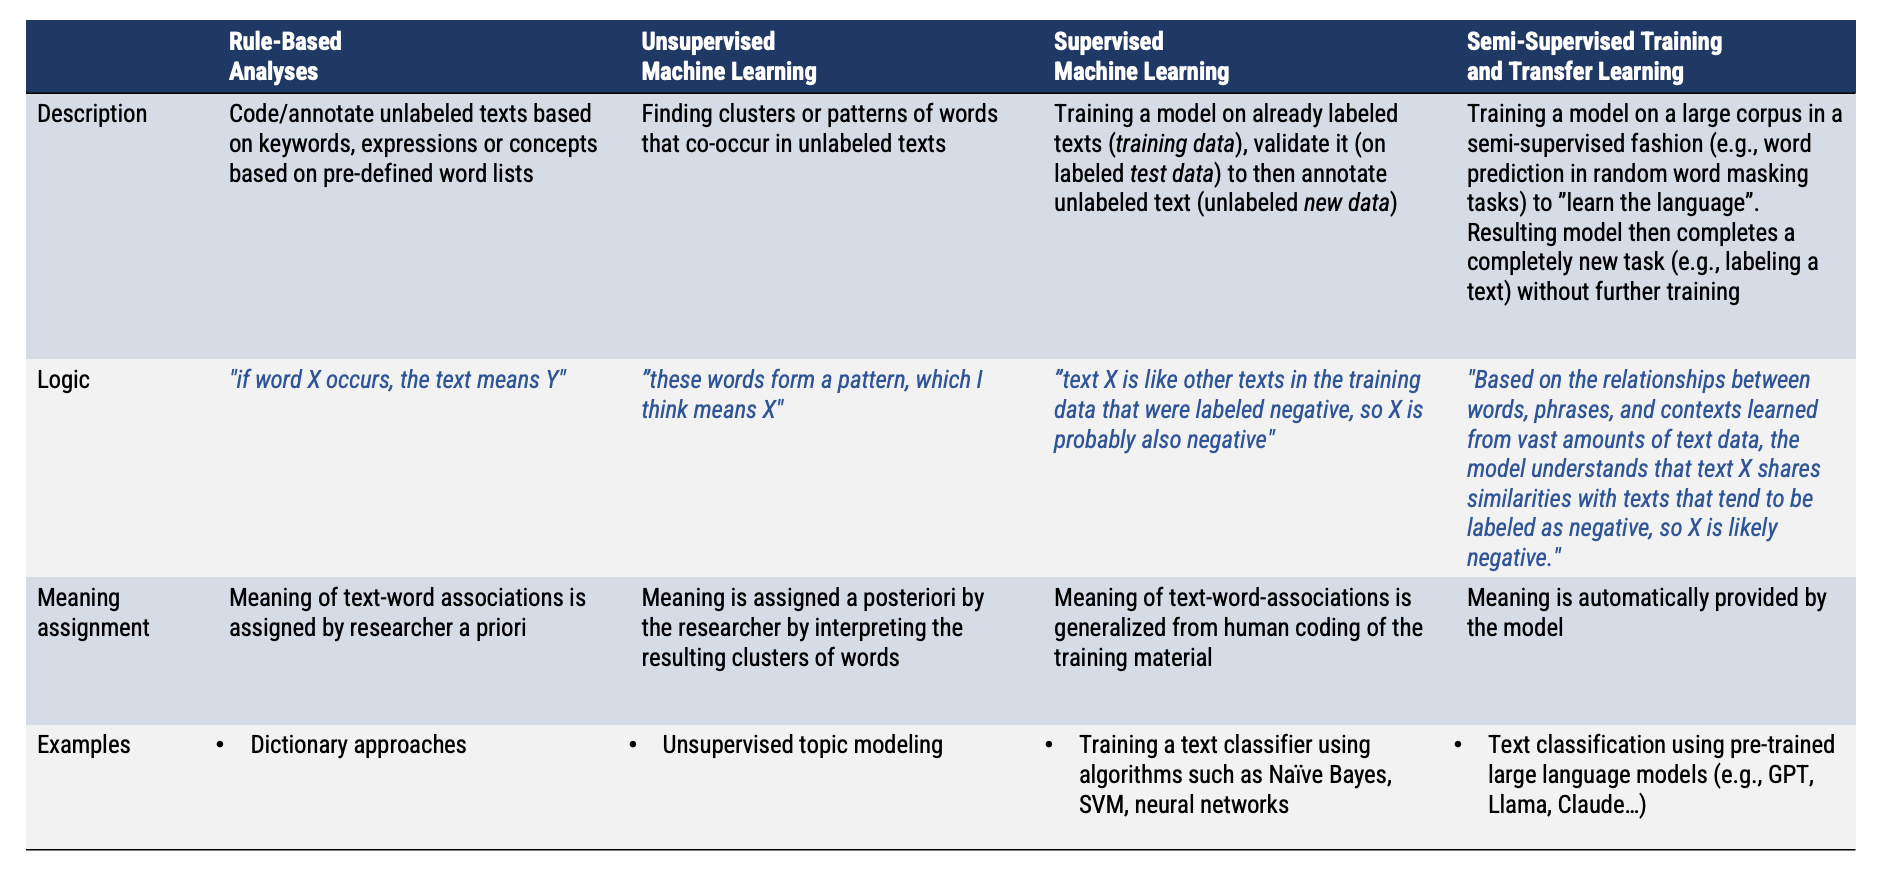 Rule-Based
Analyses
Unsupervised
Machine Learning
Supervised
Machine Learning
Semi-Supervised Training
and Transfer Learning
Description
Code/annotate unlabeled texts based
on keywords, expressions or concepts
based on pre-defined word lists
Finding clusters or patterns of words
that co-occur in unlabeled texts
Training a model on already labeled
texts (training data), validate it (on
labeled test data) to then annotate
unlabeled text (unlabeled new data)
Training a model on a large corpus in a
semi-supervised fashion (e.g., word
prediction in random word masking
tasks) to ”learn the language”.
Resulting model then completes a
completely new task (e.g., labeling a
text) without further training
Logic
"if word X occurs, the text means Y"
”these words form a pattern, which I
think means X"
”text X is like other texts in the training
data that were labeled negative, so X is
probably also negative"
"Based on the relationships between
words, phrases, and contexts learned
from vast amounts of text data, the
model understands that text X shares
similarities with texts that tend to be
labeled as negative, so X is likely
negative."
Meaning
assignment
Meaning of text-word associations is
assigned by researcher a priori
Meaning is assigned a posteriori by
the researcher by interpreting the
resulting clusters of words
Meaning of text-word-associations is
generalized from human coding of the
training material
Meaning is automatically provided by
the model
Examples
• Dictionary approaches
• Unsupervised topic modeling
• Training a text classifier using
algorithms such as Naïve Bayes,
SVM, neural networks
• Text classification using pre-trained
large language models (e.g., GPT,
Llama, Claude…)